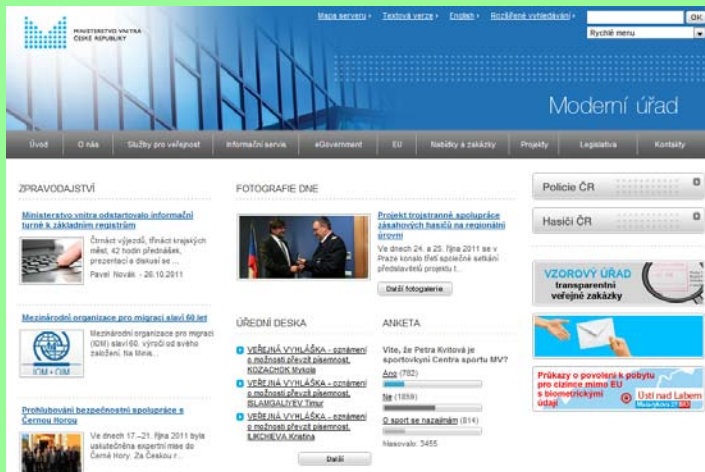 MINISTERSTVO VNITRA
ČESKÉ REPUBLIKY
Mapa serveru
Textová verze
English
Rozšířené vyhledávání
OK
Rychlé menu
Moderní úřad
Úvod
O nás
Služby pro veřejnost
Informační servis
eGovernment
EU
Nabídky a zakázky
Projekty
Legislativa
Kontakty
ZPRAVODAJSTVÍ
Ministerstvo vnitra odstartovalo informační
turné k základním registrům
Čtrnáct výjezdů, třináct krajských
měst, 42 hodin přednášek,
prezentací a diskusí se ...
Pavel Novák - 26.10.2011
Mezinárodní organizace pro migraci slaví 60 let
Mezinárodní organizace pro migraci
(IOM) slaví 60. výročí od svého
založení. Na Minis...
IOM • OIM
Prohlubování bezpečnostní spolupráce s
Černou Horou
Ve dnech 17.–21. října 2011 byla
uskutečněna expertní mise do
Černé Hory. Za Českou r...
FOTOGRAFIE DNE
Projekt trojstranné spolupráce
zásahových hasičů na regionální
úrovni
Ve dnech 24. a 25. října 2011 se v
Praze konalo třetí společné setkání
představitelů projektu t...
Další fotogalerie
ÚŘEDNÍ DESKA
VEŘEJNÁ VYHLÁŠKA - oznámení
o možnosti převzít písemnost,
KOZACHOK Mykola
VEŘEJNÁ VYHLÁŠKA - oznámení
o možnosti převzít písemnost,
ISLAMGALIYEV Timur
VEŘEJNÁ VYHLÁŠKA - oznámení
o možnosti převzít písemnost,
ILIKCHIEVA Kristina
Další
ANKETA
Víte, že Petra Kvitová je
sportovkyní Centra sportu MV?
Ano (782)
Ne (1859)
O sport se nezajímám (814)
Hlasovalo: 3455
Policie ČR
Hasiči ČR
VZOROVÝ ÚŘAD
transparentní
veřejné zakázky
Průkazy o povolení k pobytu
pro cizince mimo EU
s biometrickými
údaji
Ústí nad Labem